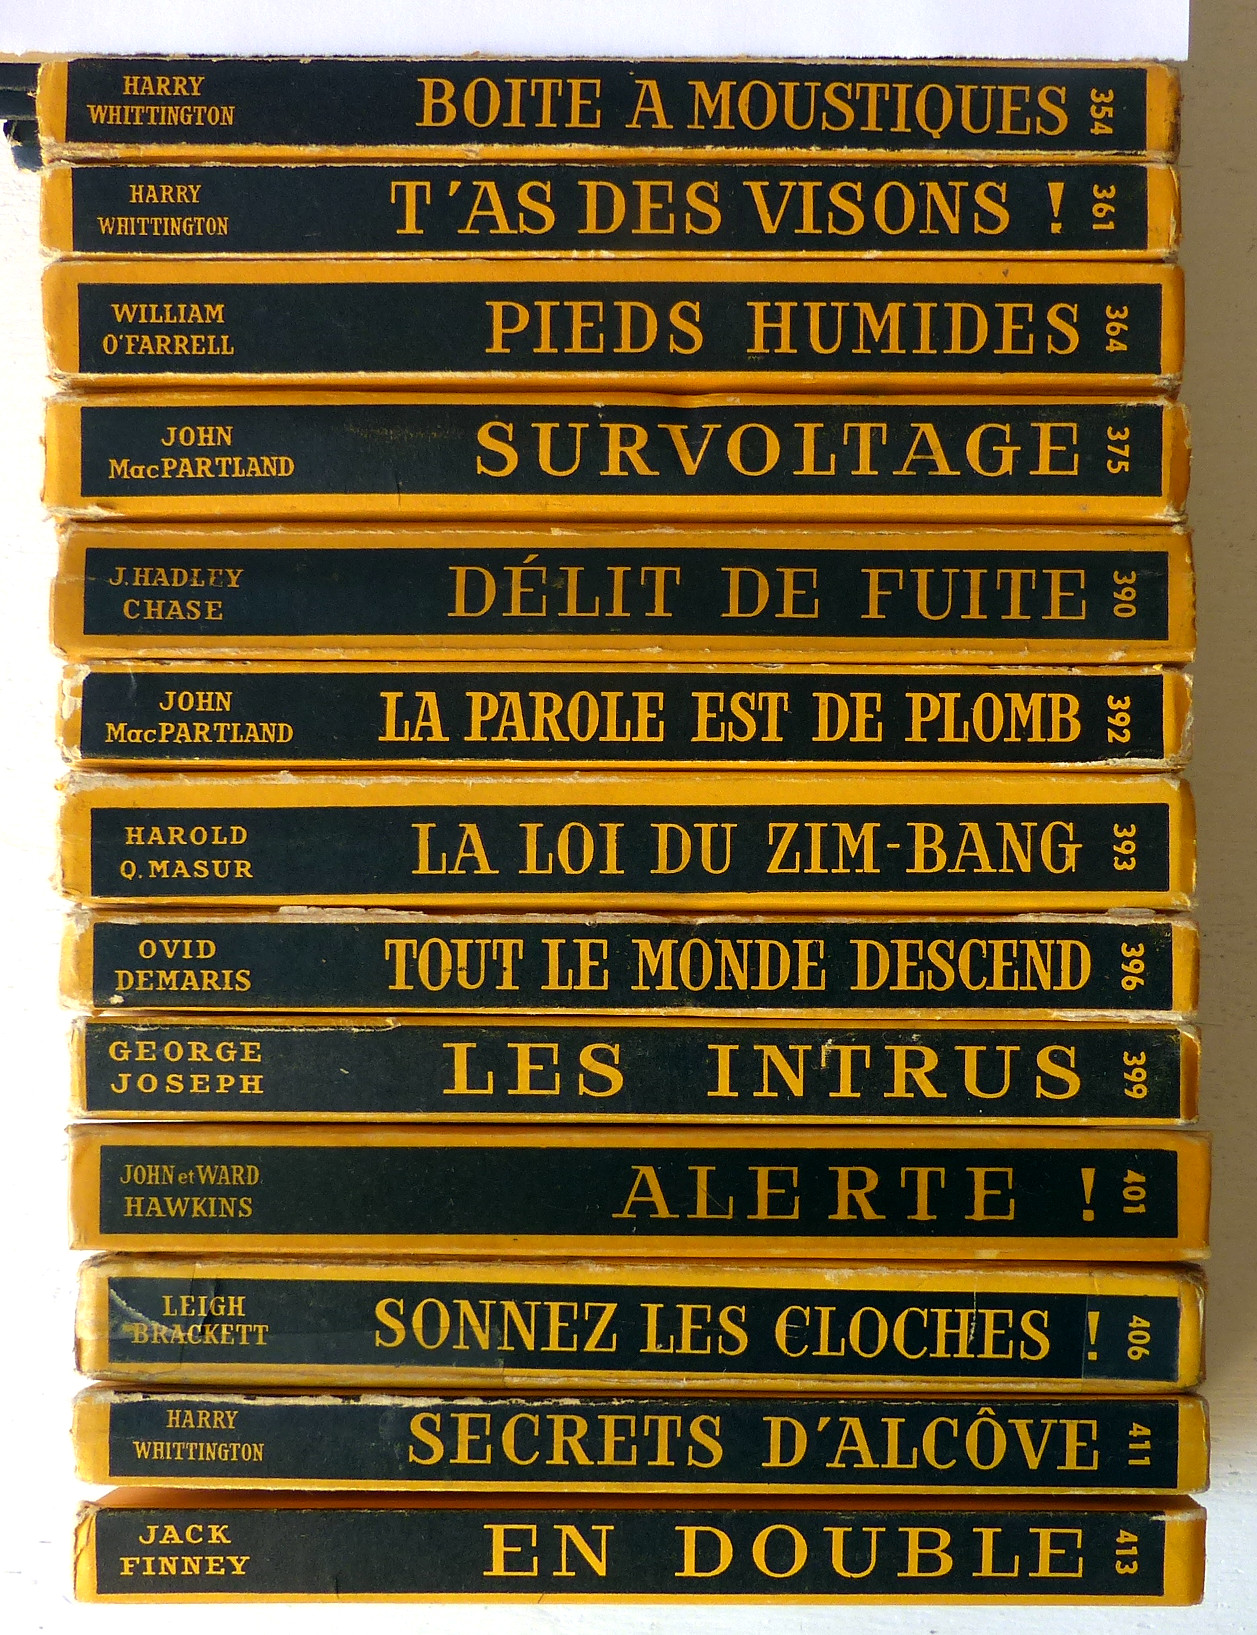 HARRY
WHITTINGTON
BOITE A MOUSTIQUES
354
HARRY
WHITTINGTON
T'AS DES VISONS !
361
WILLIAM
O'FARRELL
PIEDS HUMIDES
364
JOHN
MacPARTLAND
SURVOLTAGE
375
J. HADLEY
CHASE
DÉLIT DE FUITE
390
JOHN
MacPARTLAND
LA PAROLE EST DE PLOMB
392
HAROLD
Q. MASUR
LA LOI DU ZIM-BANG
393
OVID
DEMARIS
TOUT LE MONDE DESCEND
396
GEORGE
JOSEPH
LES INTRUS
399
JOHN et WARD
HAWKINS
ALERTE !
401
LEIGH
BRACKETT
SONNEZ LES CLOCHES !
406
HARRY
WHITTINGTON
SECRETS D'ALCÔVE
411
JACK
FINNEY
EN DOUBLE
413